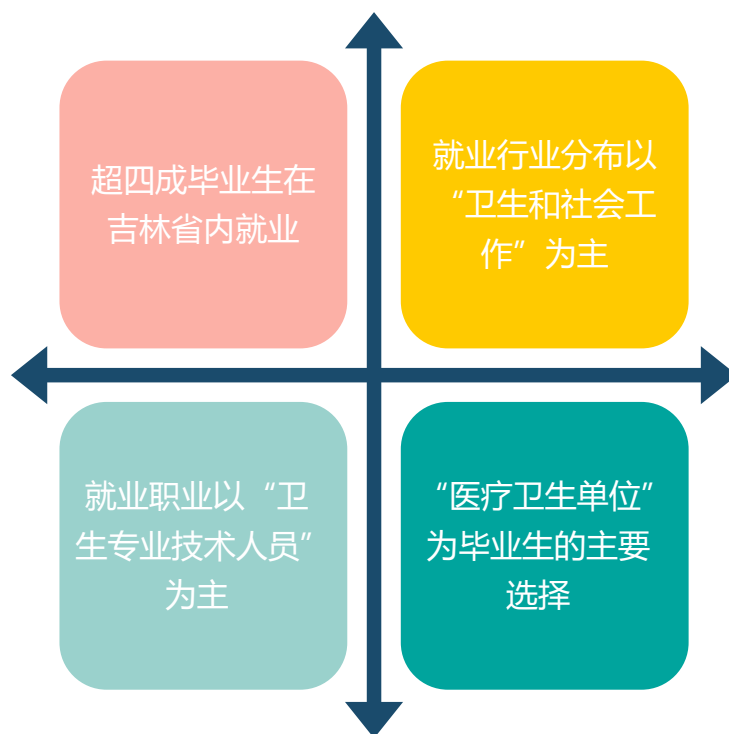 超四成毕业生在
吉林省内就业
就业行业分布以
“卫生和社会工
作”为主
就业职业以“卫
生专业技术人员”
为主
“医疗卫生单位”
为毕业生的主要
选择